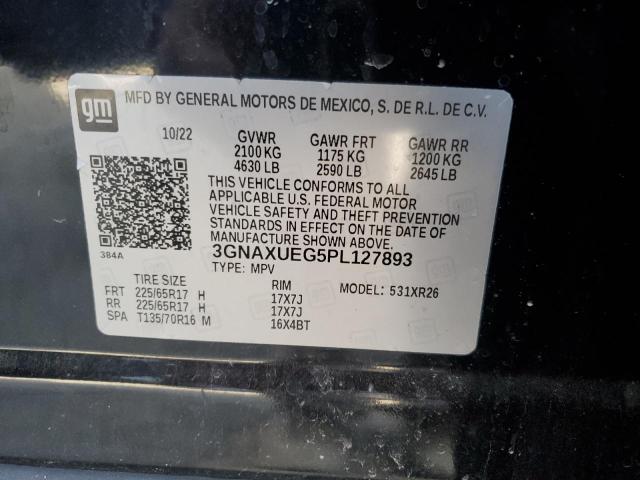 gm
MFD BY GENERAL MOTORS DE MEXICO, S. DE R.L. DE C.V.
10/22 GVWR GAWR FRT GAWR RR
2100 KG 1175 KG 1200 KG
4630 LB 2590 LB 2645 LB
THIS VEHICLE CONFORMS TO ALL
APPLICABLE U.S. FEDERAL MOTOR
VEHICLE SAFETY AND THEFT PREVENTION
STANDARDS IN EFFECT ON THE DATE OF
MANUFACTURE SHOWN ABOVE.
384A
3GNAXUEG5PL127893
TYPE: MPV
TIRE SIZE RIM MODEL: 531XR26
FRT 225/65R17 H 17X7J
RR 225/65R17 H 17X7J
SPA T135/70R16 M 16X4BT